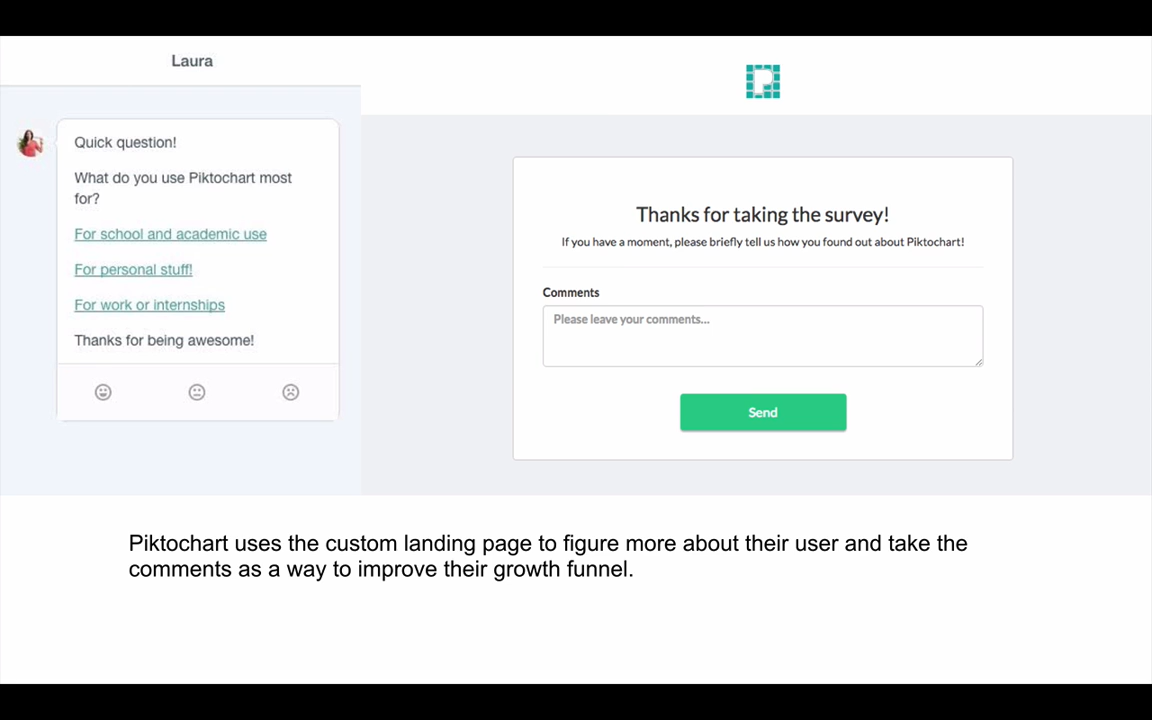 Laura
Quick question!
What do you use Piktochart most
for?
For school and academic use
For personal stuff!
For work or internships
Thanks for being awesome!
Thanks for taking the survey!
If you have a moment, please briefly tell us how you found out about Piktochart!
Comments
Please leave your comments...
Send
Piktochart uses the custom landing page to figure more about their user and take the
comments as a way to improve their growth funnel.